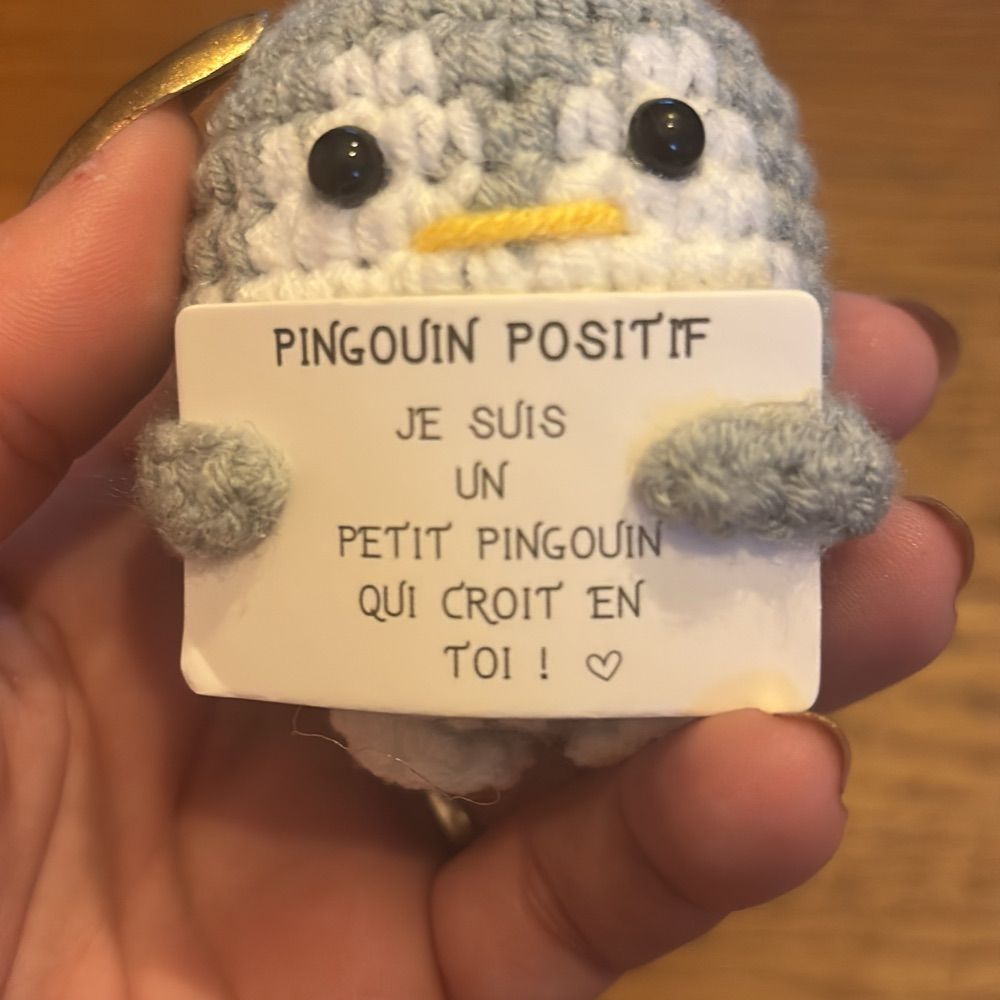 PINGOUIN POSITIF
JE SUIS
UN
PETIT PINGOUIN
QUI CROIT EN
TOI ! ♡